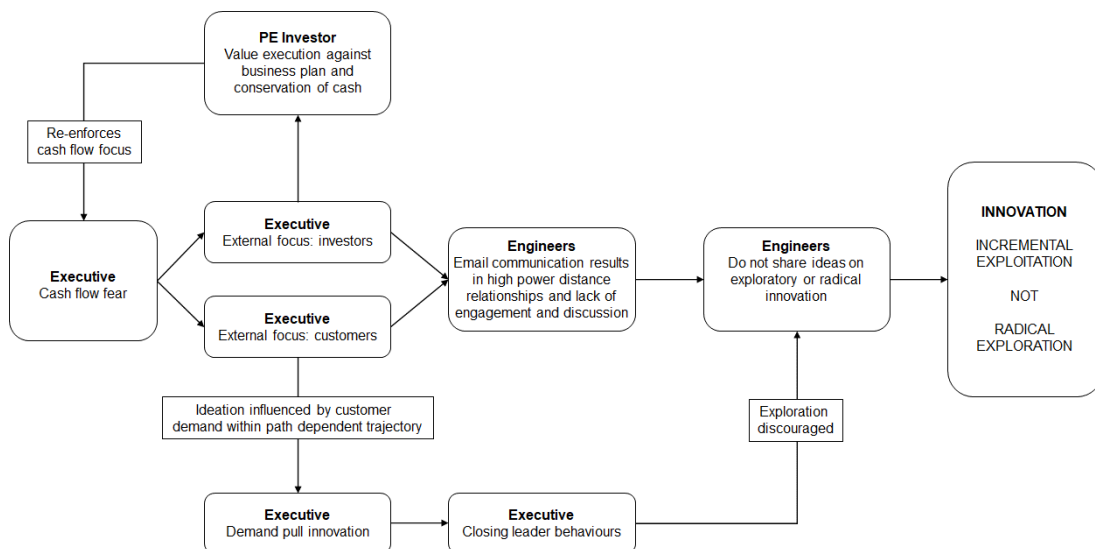 PE Investor
Value execution against
business plan and
conservation of cash
Re-enforces
cash flow focus
Executive
Cash flow fear
Executive
External focus: investors
Executive
External focus: customers
Engineers
Email communication results
in high power distance
relationships and lack of
engagement and discussion
Engineers
Do not share ideas on
exploratory or radical
innovation
INNOVATION
INCREMENTAL
EXPLOITATION
NOT
RADICAL
EXPLORATION
Ideation influenced by customer
demand within path dependent trajectory
Exploration
discouraged
Executive
Demand pull innovation
Executive
Closing leader behaviours